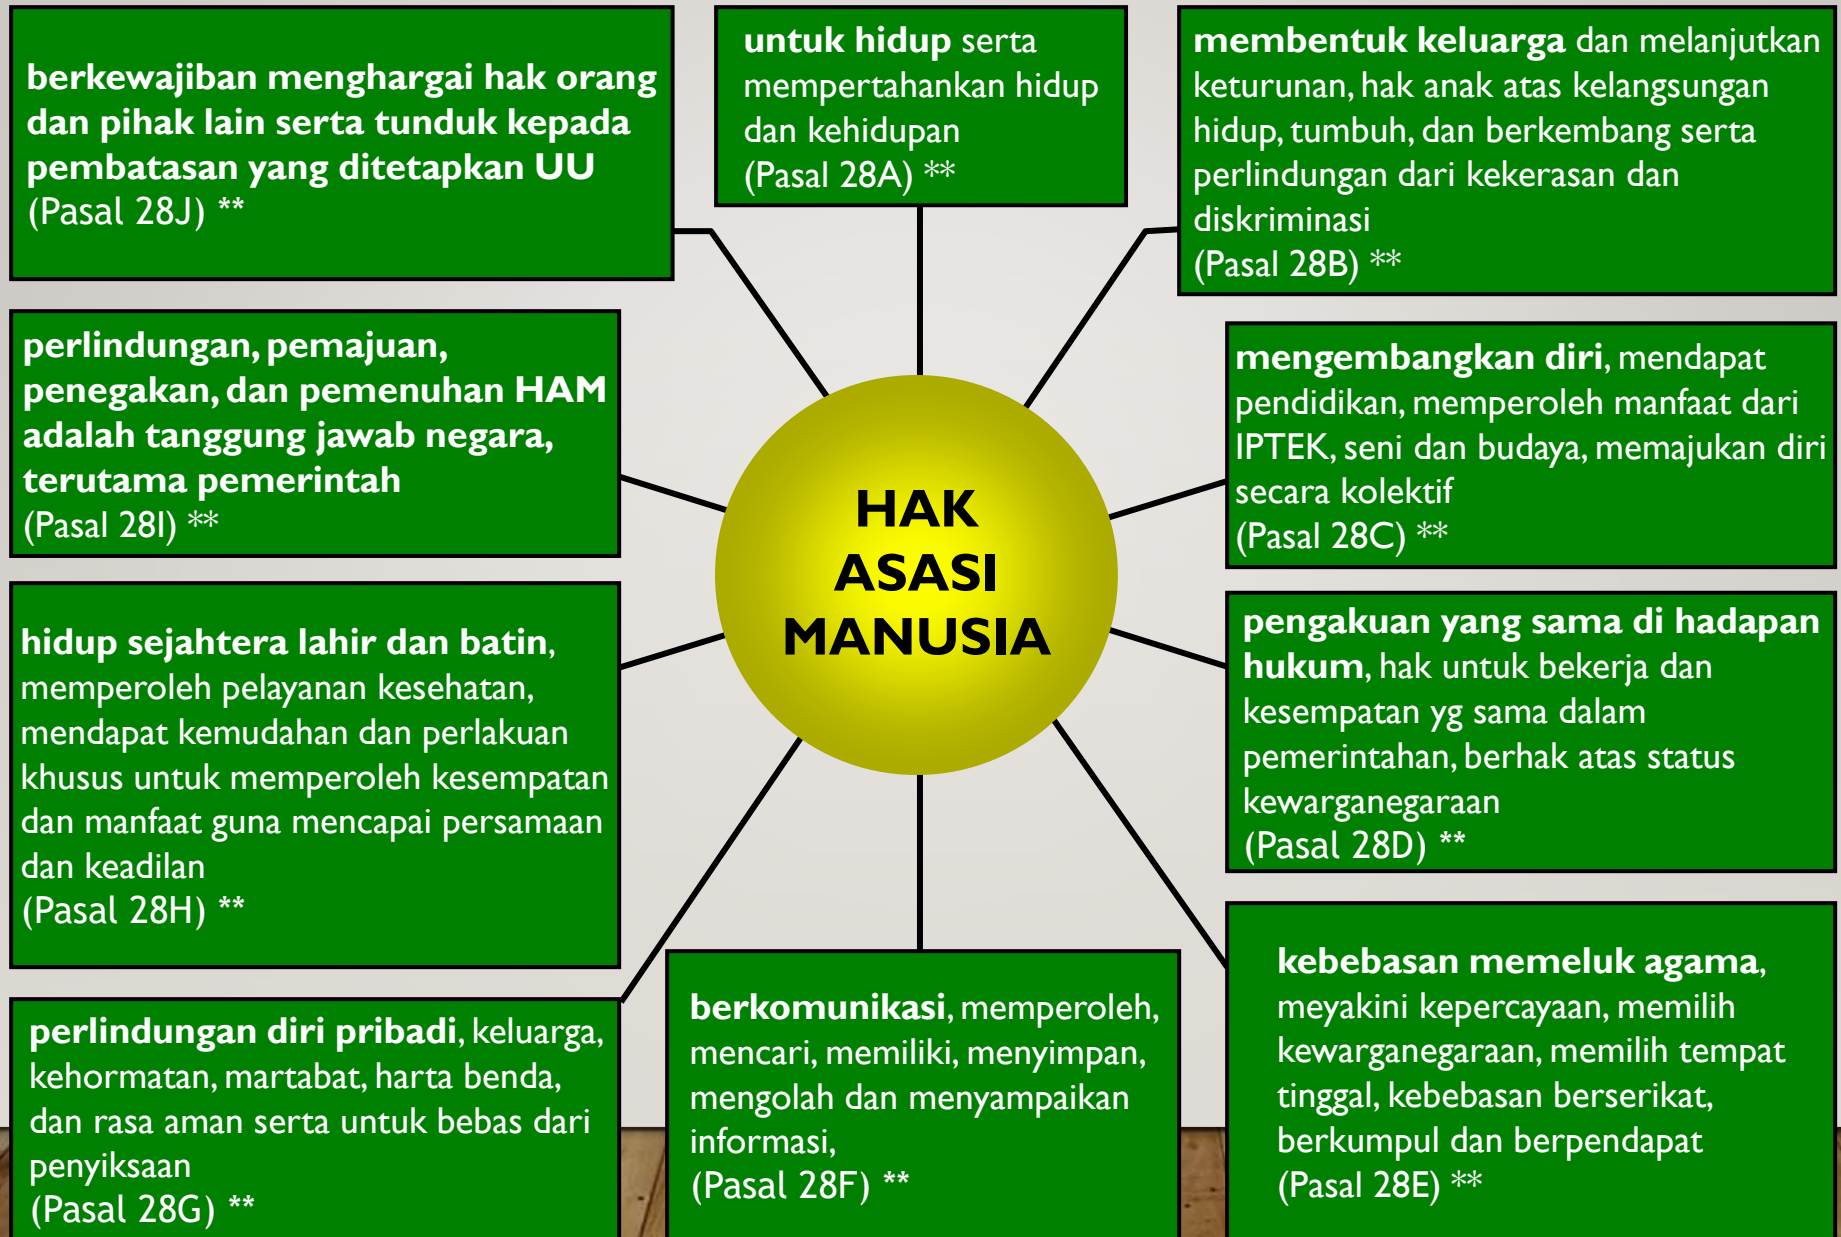 berkewajiban menghargai hak orang
dan pihak lain serta tunduk kepada
pembatasan yang ditetapkan UU
(Pasal 28J) **
untuk hidup serta
mempertahankan hidup
dan kehidupan
(Pasal 28A) **
membentuk keluarga dan melanjutkan
keturunan, hak anak atas kelangsungan
hidup, tumbuh, dan berkembang serta
perlindungan dari kekerasan dan
diskriminasi
(Pasal 28B) **
perlindungan, pemajuan,
penegakan, dan pemenuhan HAM
adalah tanggung jawab negara,
terutama pemerintah
(Pasal 28I) **
mengembangkan diri, mendapat
pendidikan, memperoleh manfaat dari
IPTEK, seni dan budaya, memajukan diri
secara kolektif
(Pasal 28C) **
HAK
ASASI
MANUSIA
hidup sejahtera lahir dan batin,
memperoleh pelayanan kesehatan,
mendapat kemudahan dan perlakuan
khusus untuk memperoleh kesempatan
dan manfaat guna mencapai persamaan
dan keadilan
(Pasal 28H) **
pengakuan yang sama di hadapan
hukum, hak untuk bekerja dan
kesempatan yg sama dalam
pemerintahan, berhak atas status
kewarganegaraan
(Pasal 28D) **
perlindungan diri pribadi, keluarga,
kehormatan, martabat, harta benda,
dan rasa aman serta untuk bebas dari
penyiksaan
(Pasal 28G) **
berkomunikasi, memperoleh,
mencari, memiliki, menyimpan,
mengolah dan menyampaikan
informasi,
(Pasal 28F) **
kebebasan memeluk agama,
meyakini kepercayaan, memilih
kewarganegaraan, memilih tempat
tinggal, kebebasan berserikat,
berkumpul dan berpendapat
(Pasal 28E) **